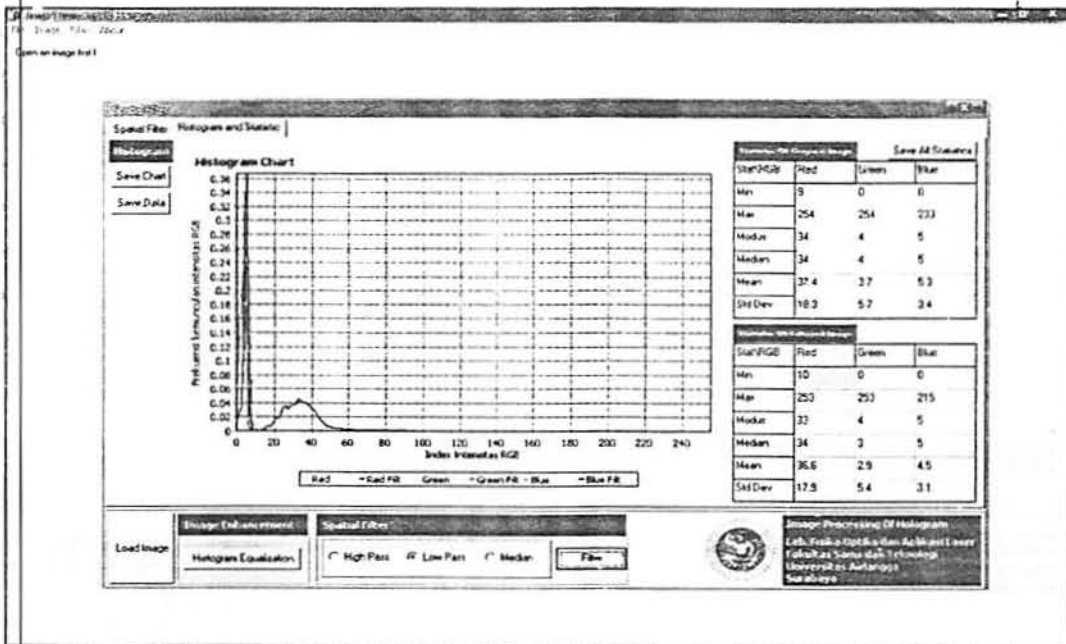 Open an image first !
Spatial Filter
Histogram and Statistic
Histogram
Save Chart
Save Data
Histogram Chart
0.36
0.34
0.32
0.3
0.28
0.26
0.24
0.22
0.2
0.18
0.16
0.14
0.12
0.1
0.08
0.06
0.04
0.02
0
0 20 40 60 80 100 120 140 160 180 200 220 240
Index Intensitas RGB
Red Red Filt Green Green Filt Blue Blue Filt
Save All Statistics
Stat\RGB Red Green Blue
Min 9 0 0
Max 254 254 233
Modus 34 4 5
Median 34 4 5
Mean 37.4 3.7 5.3
Std Dev 18.3 5.7 3.4
Stat\RGB Red Green Blue
Min 10 0 0
Max 253 253 215
Modus 33 4 5
Median 34 3 5
Mean 36.6 2.9 4.5
Std Dev 17.9 5.4 3.1
Load Image
Image Enhancement
Histogram Equalization
Spatial Filter
High Pass Low Pass Median
Filter
Image Processing Of Hologram
Lab. Fisika Optika dan Aplikasi Laser
Fakultas Sains dan Teknologi
Universitas Airlangga
Surabaya